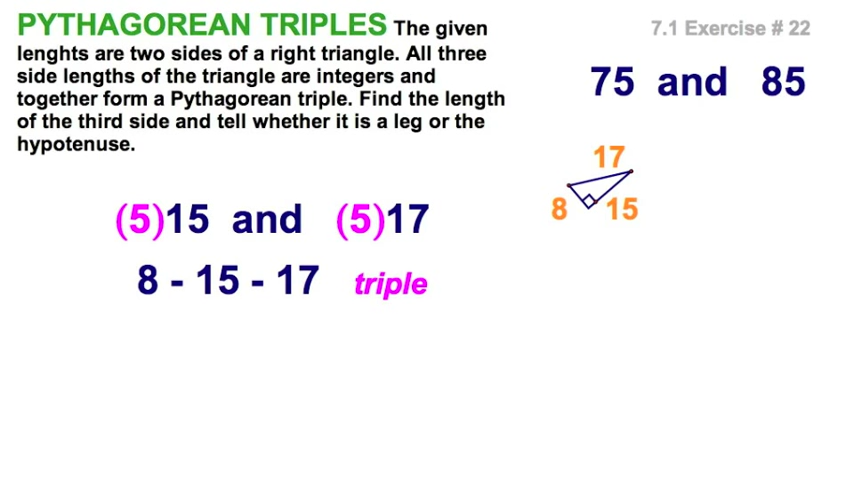 PYTHAGOREAN TRIPLES The given
lenghts are two sides of a right triangle. All three
side lengths of the triangle are integers and
together form a Pythagorean triple. Find the length
of the third side and tell whether it is a leg or the
hypotenuse.
7.1 Exercise # 22
75 and 85
17
8 15
(5)15 and (5)17
8 - 15 - 17 triple